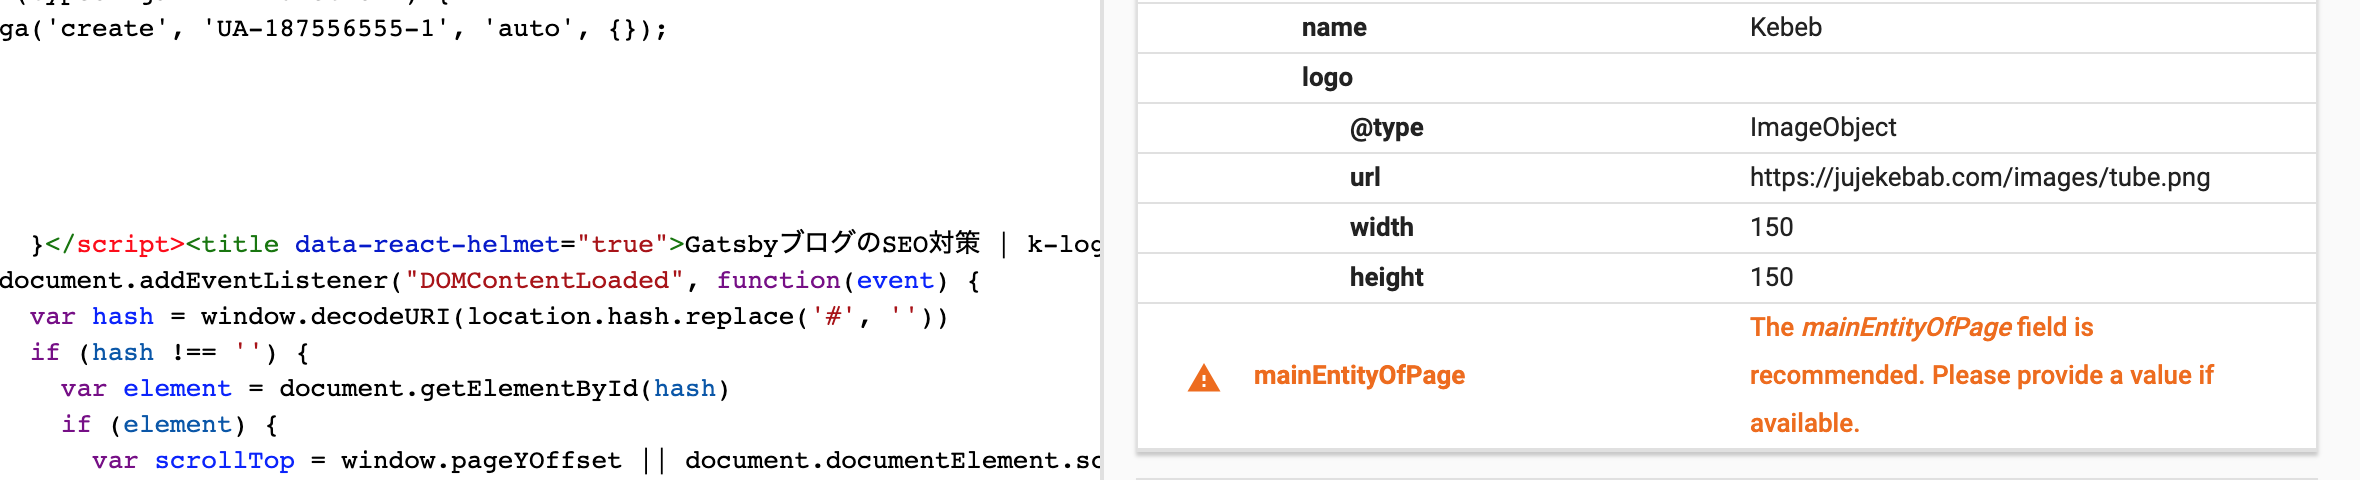 ga('create', 'UA-187556555-1', 'auto', {});
}</script><title data-react-helmet="true">GatsbyブログのSEO対策 | k-log
document.addEventListener("DOMContentLoaded", function(event) {
var hash = window.decodeURI(location.hash.replace('#', ''))
if (hash !== '') {
var element = document.getElementById(hash)
if (element) {
var scrollTop = window.pageYOffset || document.documentElement.sc
name Kebeb
logo
@type ImageObject
url https://jujekebab.com/images/tube.png
width 150
height 150
mainEntityOfPage
The mainEntityOfPage field is
recommended. Please provide a value if
available.